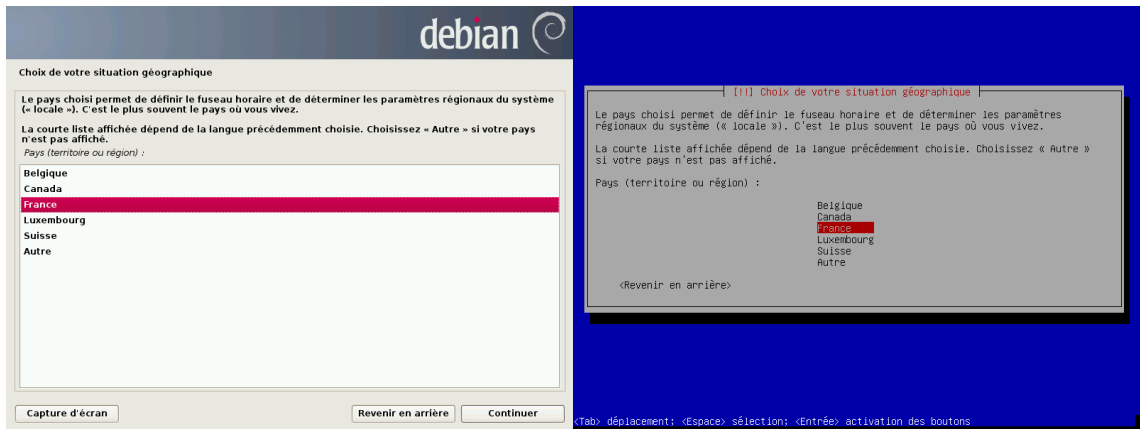 debian
Choix de votre situation géographique
Le pays choisi permet de définir le fuseau horaire et de déterminer les paramètres régionaux du système
(« locale »). C'est le plus souvent le pays où vous vivez.
La courte liste affichée dépend de la langue précédemment choisie. Choisissez « Autre » si votre pays
n'est pas affiché.
Pays (territoire ou région) :
Belgique
Canada
France
Luxembourg
Suisse
Autre
Capture d'écran
Revenir en arrière
Continuer
[!!] Choix de votre situation géographique
Le pays choisi permet de définir le fuseau horaire et de déterminer les paramètres
régionaux du système (« locale »). C'est le plus souvent le pays où vous vivez.
La courte liste affichée dépend de la langue précédemment choisie. Choisissez « Autre »
si votre pays n'est pas affiché.
Pays (territoire ou région) :
Belgique
Canada
France
Luxembourg
Suisse
Autre
<Revenir en arrière>
<Tab> déplacement; <Espace> sélection; <Entrée> activation des boutons